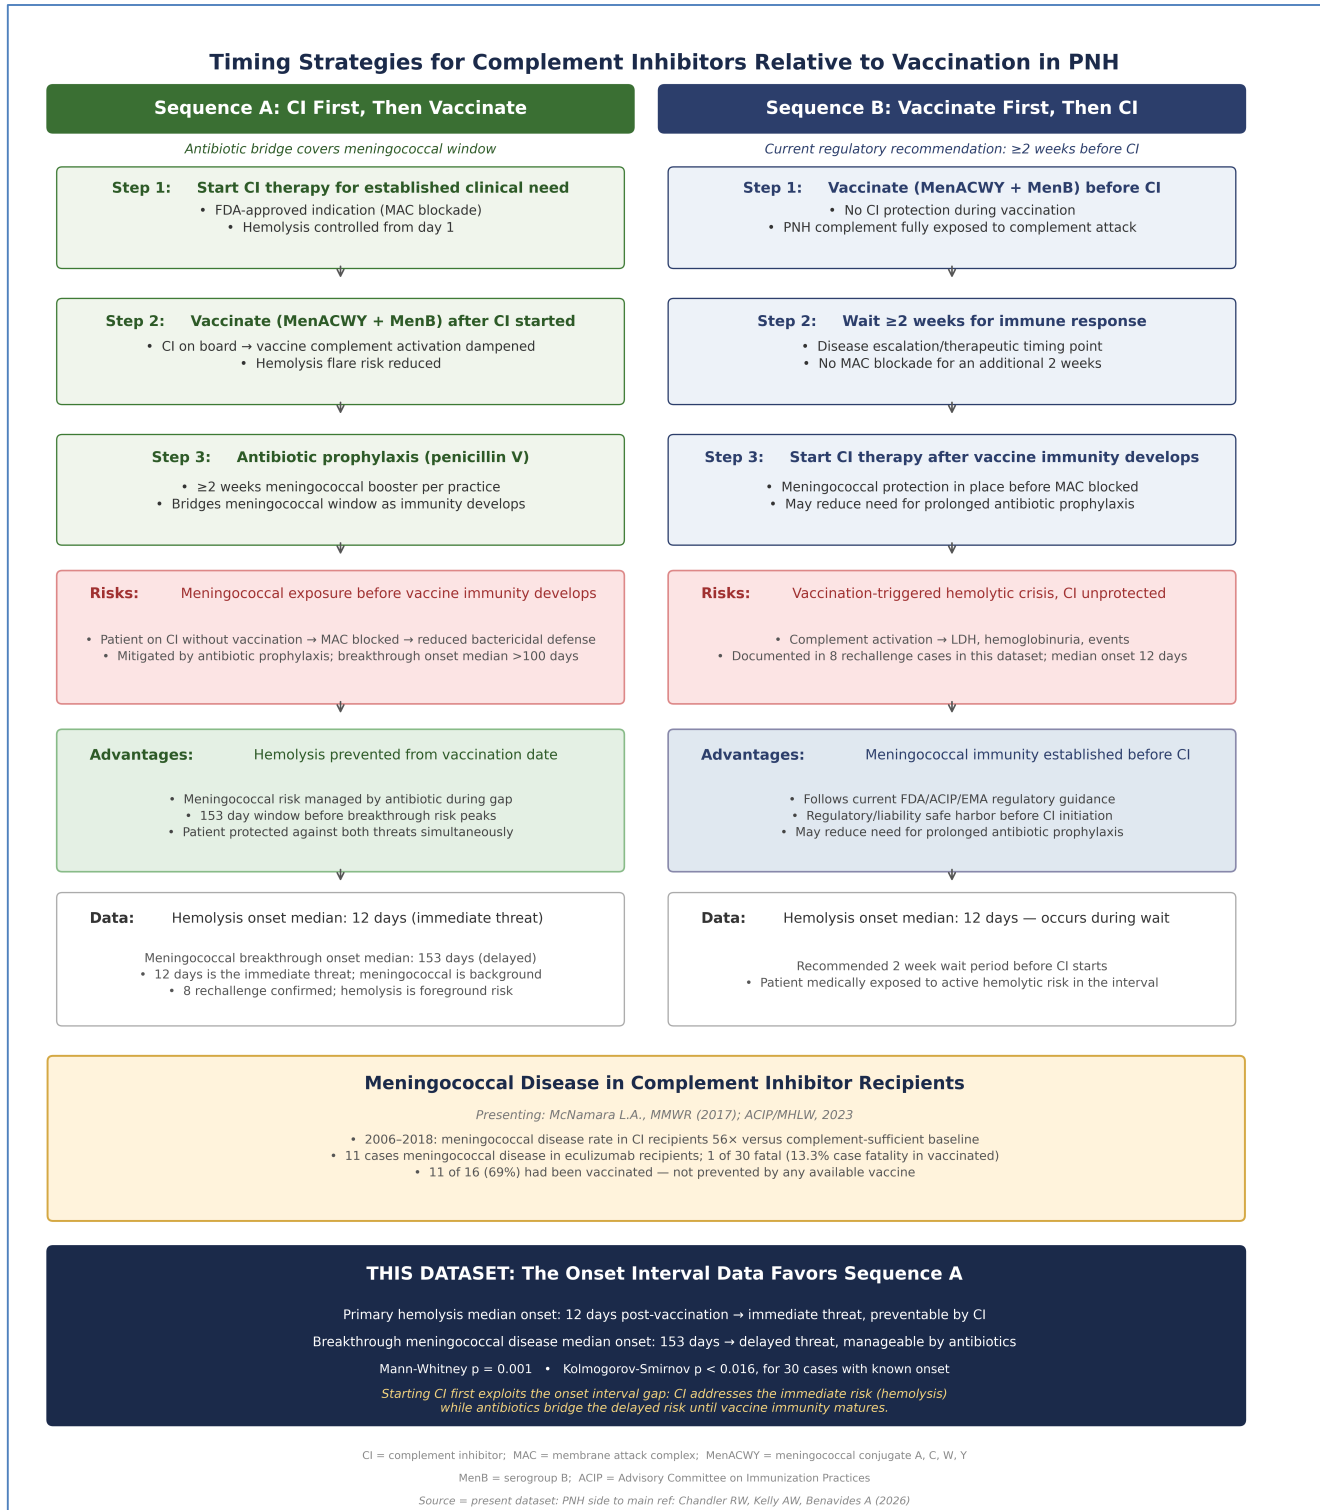 Timing Strategies for Complement Inhibitors Relative to Vaccination in PNH
Sequence A: CI First, Then Vaccinate
Antibiotic bridge covers meningococcal window
Step 1: Start CI therapy for established clinical need
• FDA-approved indication (MAC blockade)
• Hemolysis controlled from day 1
Step 2: Vaccinate (MenACWY + MenB) after CI started
• CI on board → vaccine complement activation dampened
• Hemolysis flare risk reduced
Step 3: Antibiotic prophylaxis (penicillin V)
• ≥2 weeks meningococcal booster per practice
• Bridges meningococcal window as immunity develops
Risks: Meningococcal exposure before vaccine immunity develops
• Patient on CI without vaccination → MAC blocked → reduced bactericidal defense
• Mitigated by antibiotic prophylaxis; breakthrough onset median >100 days
Advantages: Hemolysis prevented from vaccination date
• Meningococcal risk managed by antibiotic during gap
• 153 day window before breakthrough risk peaks
• Patient protected against both threats simultaneously
Data: Hemolysis onset median: 12 days (immediate threat)
Meningococcal breakthrough onset median: 153 days (delayed)
• 12 days is the immediate threat; meningococcal is background
• 8 rechallenge confirmed; hemolysis is foreground risk
Sequence B: Vaccinate First, Then CI
Current regulatory recommendation: ≥2 weeks before CI
Step 1: Vaccinate (MenACWY + MenB) before CI
• No CI protection during vaccination
• PNH complement fully exposed to complement attack
Step 2: Wait ≥2 weeks for immune response
• Disease escalation/therapeutic timing point
• No MAC blockade for an additional 2 weeks
Step 3: Start CI therapy after vaccine immunity develops
• Meningococcal protection in place before MAC blocked
• May reduce need for prolonged antibiotic prophylaxis
Risks: Vaccination-triggered hemolytic crisis, CI unprotected
• Complement activation → LDH, hemoglobinuria, events
• Documented in 8 rechallenge cases in this dataset; median onset 12 days
Advantages: Meningococcal immunity established before CI
• Follows current FDA/ACIP/EMA regulatory guidance
• Regulatory/liability safe harbor before CI initiation
• May reduce need for prolonged antibiotic prophylaxis
Data: Hemolysis onset median: 12 days — occurs during wait
Recommended 2 week wait period before CI starts
• Patient medically exposed to active hemolytic risk in the interval
Meningococcal Disease in Complement Inhibitor Recipients
Presenting: McNamara L.A., MMWR (2017); ACIP/MHLW, 2023
• 2006–2018: meningococcal disease rate in CI recipients 56× versus complement-sufficient baseline
• 11 cases meningococcal disease in eculizumab recipients; 1 of 30 fatal (13.3% case fatality in vaccinated)
• 11 of 16 (69%) had been vaccinated — not prevented by any available vaccine
THIS DATASET: The Onset Interval Data Favors Sequence A
Primary hemolysis median onset: 12 days post-vaccination → immediate threat, preventable by CI
Breakthrough meningococcal disease median onset: 153 days → delayed threat, manageable by antibiotics
Mann-Whitney p = 0.001 • Kolmogorov-Smirnov p < 0.016, for 30 cases with known onset
Starting CI first exploits the onset interval gap: CI addresses the immediate risk (hemolysis)
while antibiotics bridge the delayed risk until vaccine immunity matures.
CI = complement inhibitor; MAC = membrane attack complex; MenACWY = meningococcal conjugate A, C, W, Y
MenB = serogroup B; ACIP = Advisory Committee on Immunization Practices
Source = present dataset: PNH side to main ref: Chandler RW, Kelly AW, Benavides A (2026)